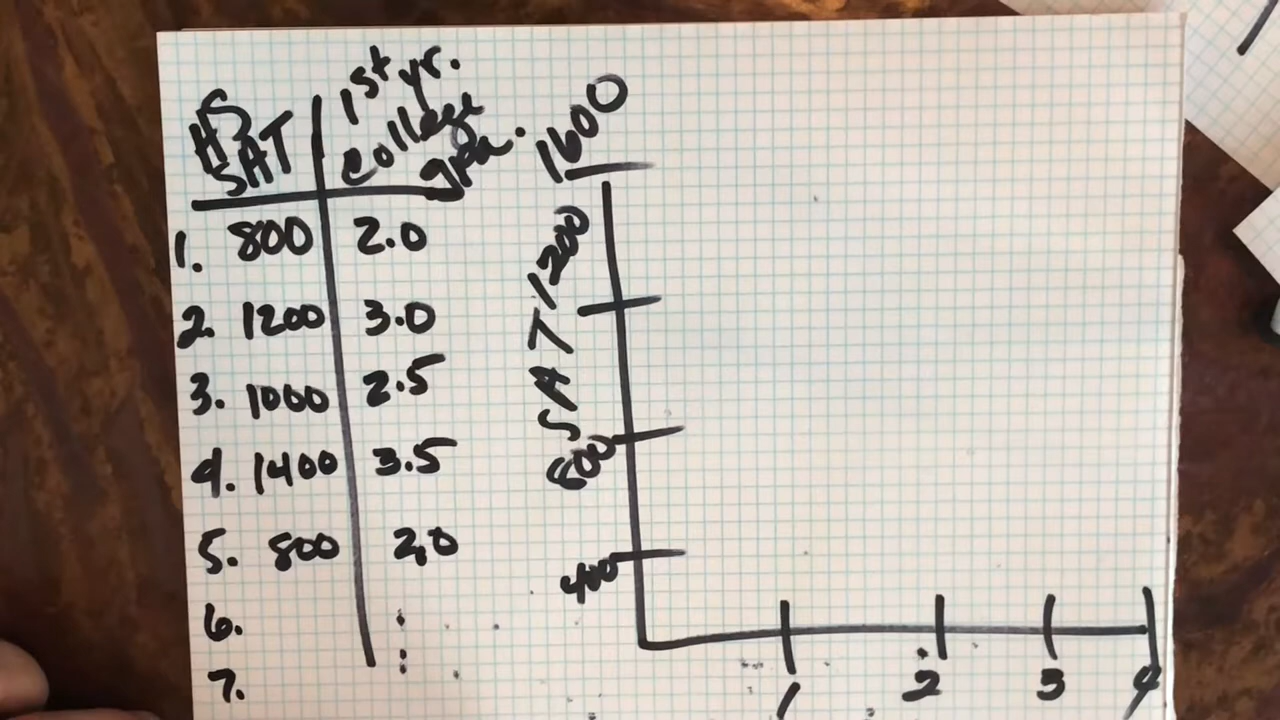 HS SAT
1st yr. college gpa.
1. 800 2.0
2. 1200 3.0
3. 1000 2.5
4. 1400 3.5
5. 800 2.0
6.
7.
1600
1200
SAT
800
400
1 2 3 4